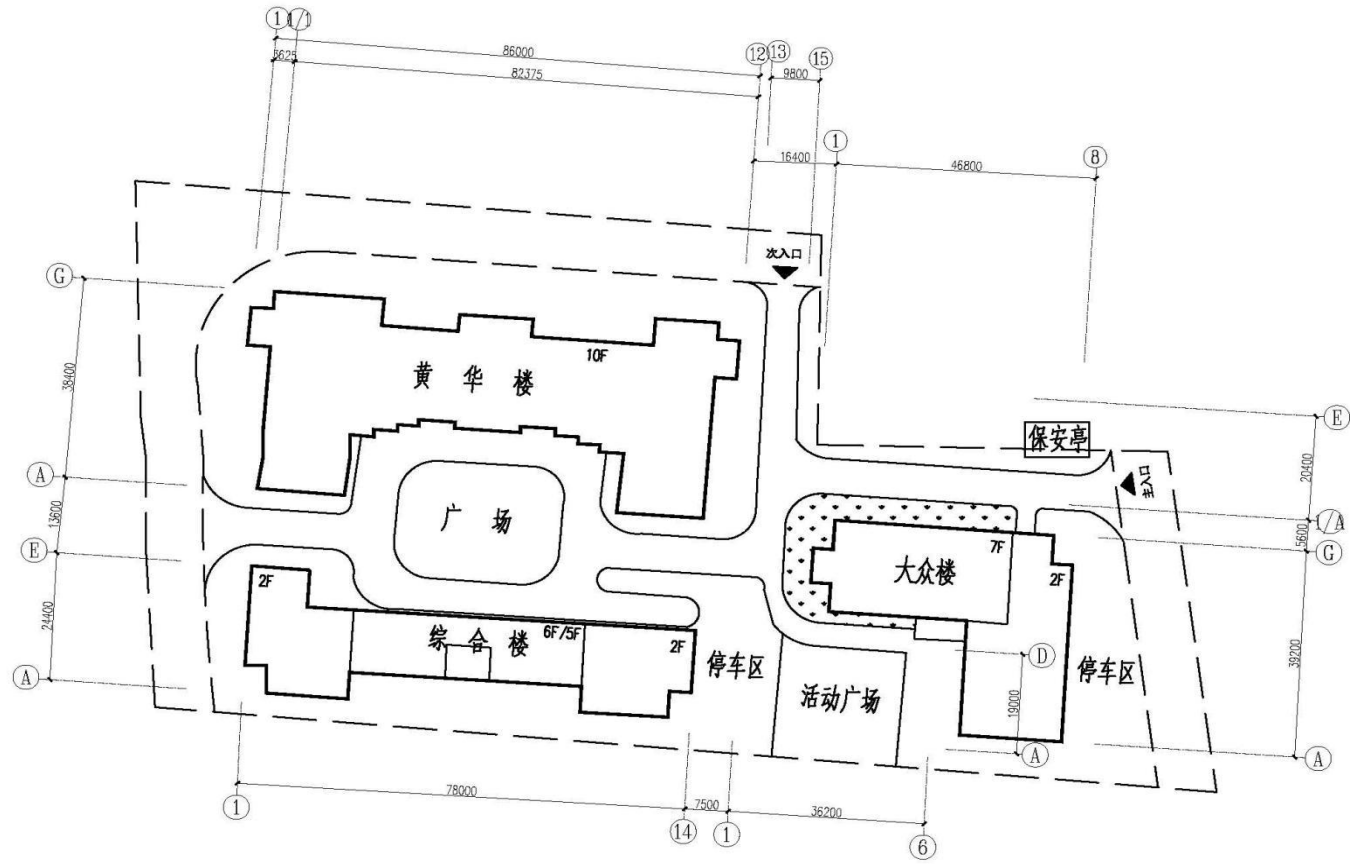 1
1/1
86000
12
13
15
3625
82375
9800
1
16400
46800
8
次入口
G
10F
黄华楼
38400
E
保安亭
20400
主入口
A
广场
1/A
13600
5600
7F
G
E
大众楼
2F
2F
24400
综合楼
6F/5F
2F
停车区
D
停车区
39200
A
活动广场
19000
A
A
78000
7500
36200
1
14
1
6